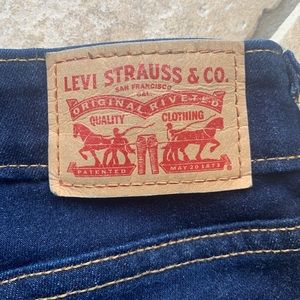 LEVI STRAUSS & CO.
SAN FRANCISCO
CAL.
ORIGINAL RIVETED
QUALITY CLOTHING
PATENTED MAY 20 1873
®